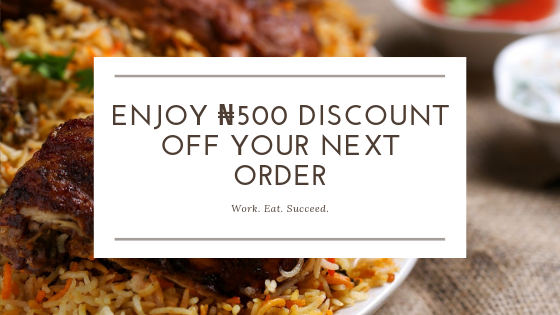 ENJOY ₦500 DISCOUNT
OFF YOUR NEXT
ORDER
Work. Eat. Succeed.